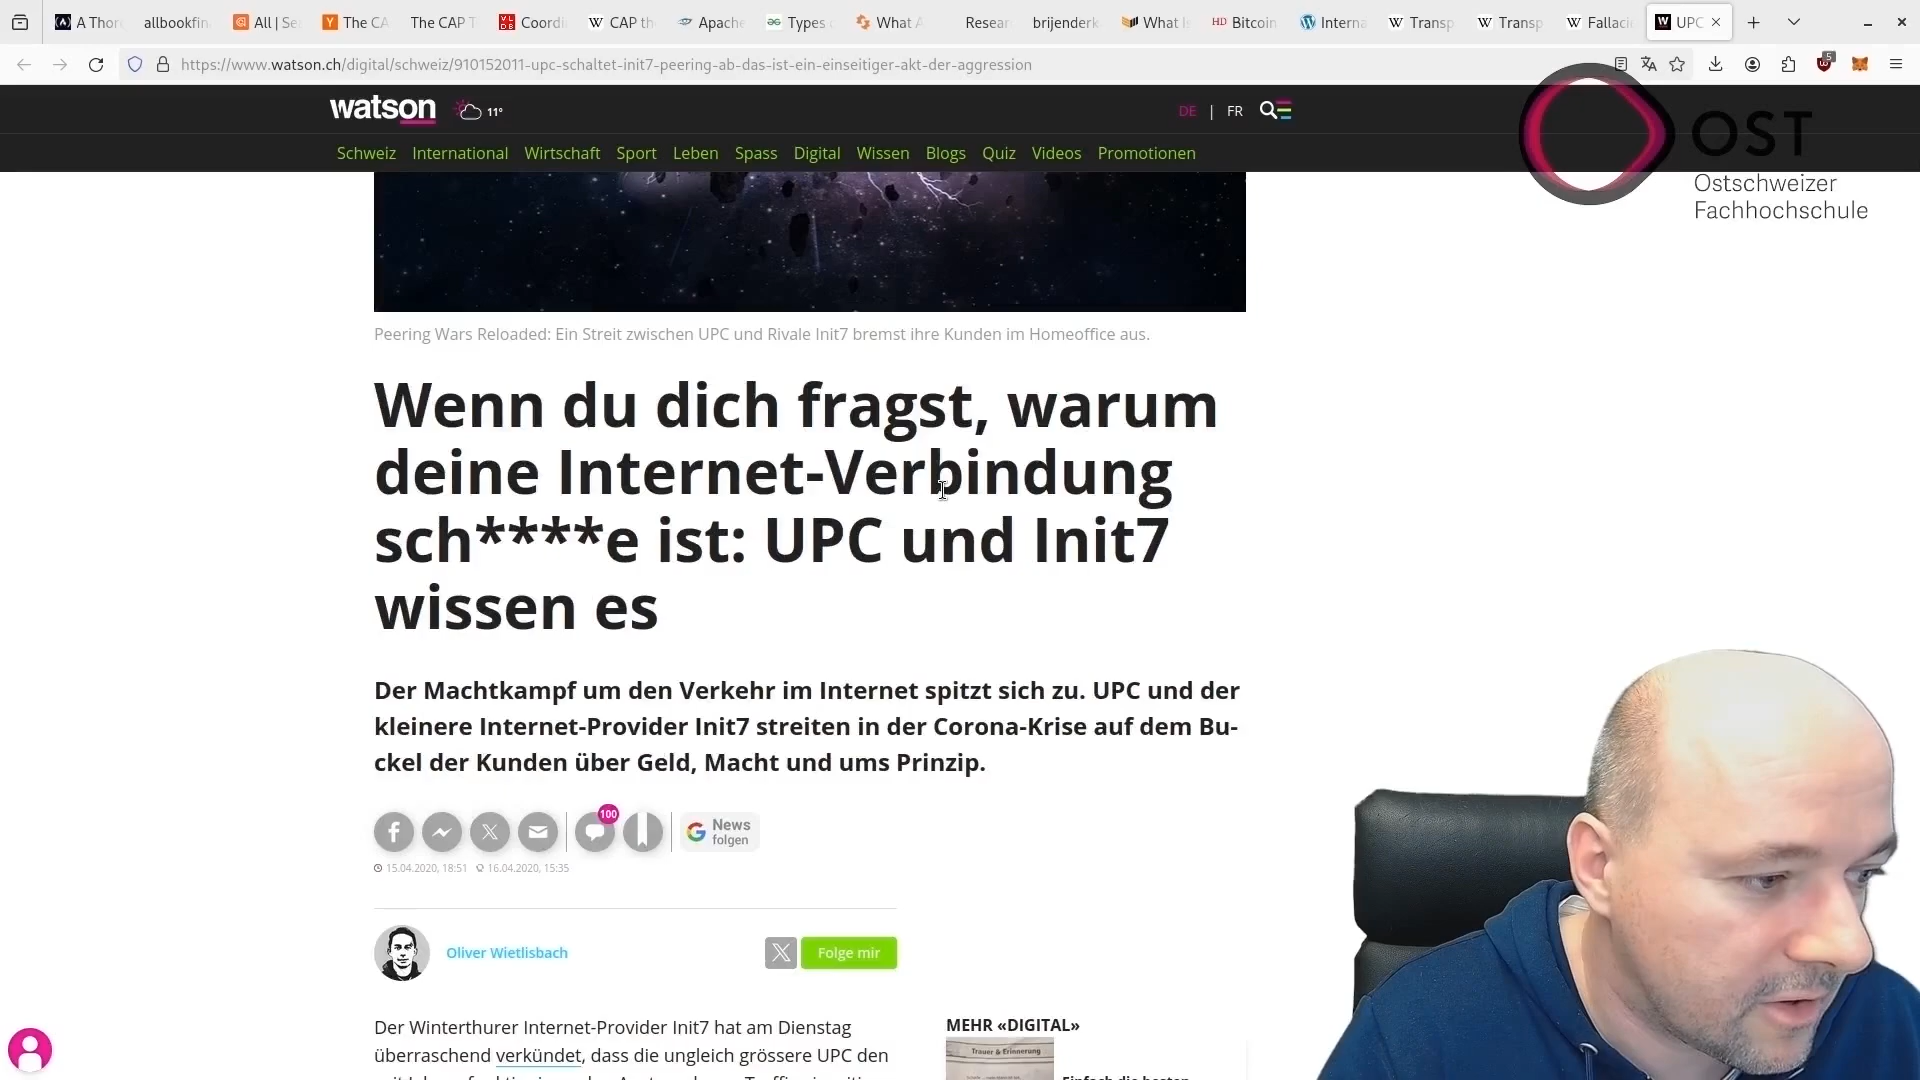 A Thor
allbookfin
All | Se
The CA
The CAP T
Coordi
CAP th
Apache
Types
What A
Resear
brijenderk
What Is
Bitcoin
Interna
Transp
Transp
Fallaci
UPC
https://www.watson.ch/digital/schweiz/910152011-upc-schaltet-init7-peering-ab-das-ist-ein-einseitiger-akt-der-aggression
5
watson
11°
DE | FR
OST
Ostschweizer
Fachhochschule
Schweiz International Wirtschaft Sport Leben Spass Digital Wissen Blogs Quiz Videos Promotionen
Peering Wars Reloaded: Ein Streit zwischen UPC und Rivale Init7 bremst ihre Kunden im Homeoffice aus.
Wenn du dich fragst, warum
deine Internet-Verbindung
sch****e ist: UPC und Init7
wissen es
Der Machtkampf um den Verkehr im Internet spitzt sich zu. UPC und der
kleinere Internet-Provider Init7 streiten in der Corona-Krise auf dem Bu-
ckel der Kunden über Geld, Macht und ums Prinzip.
100
News
folgen
15.04.2020, 18:51 16.04.2020, 15:35
Oliver Wietlisbach
Folge mir
Der Winterthurer Internet-Provider Init7 hat am Dienstag
überraschend verkündet, dass die ungleich grössere UPC den
MEHR «DIGITAL»
Trauer & Erinnerung